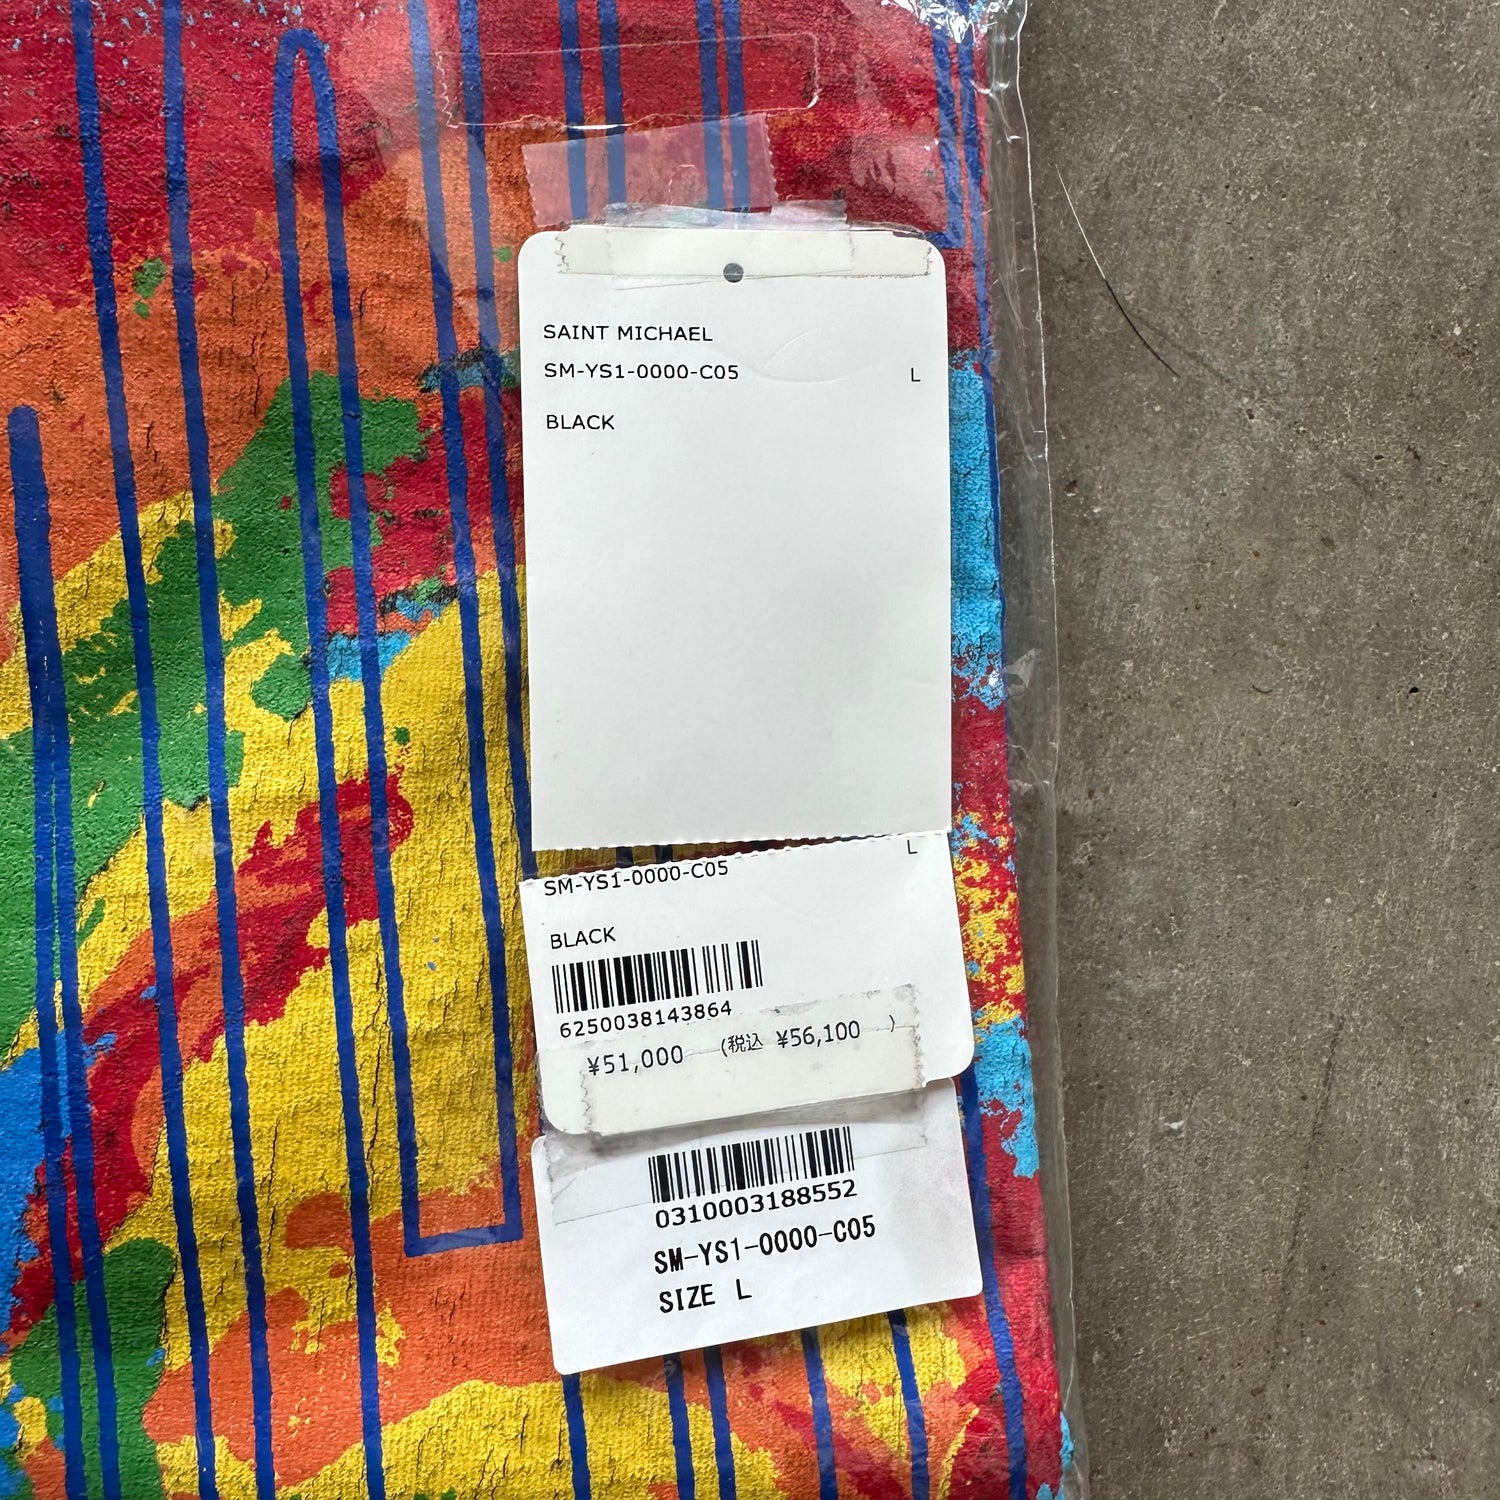 SAINT MICHAEL
SM-YS1-0000-C05 L
BLACK
SM-YS1-0000-C05 L
BLACK
6250038143864
¥51,000 (税込 ¥56,100 )
0310003188552
SM-YS1-0000-C05
SIZE L